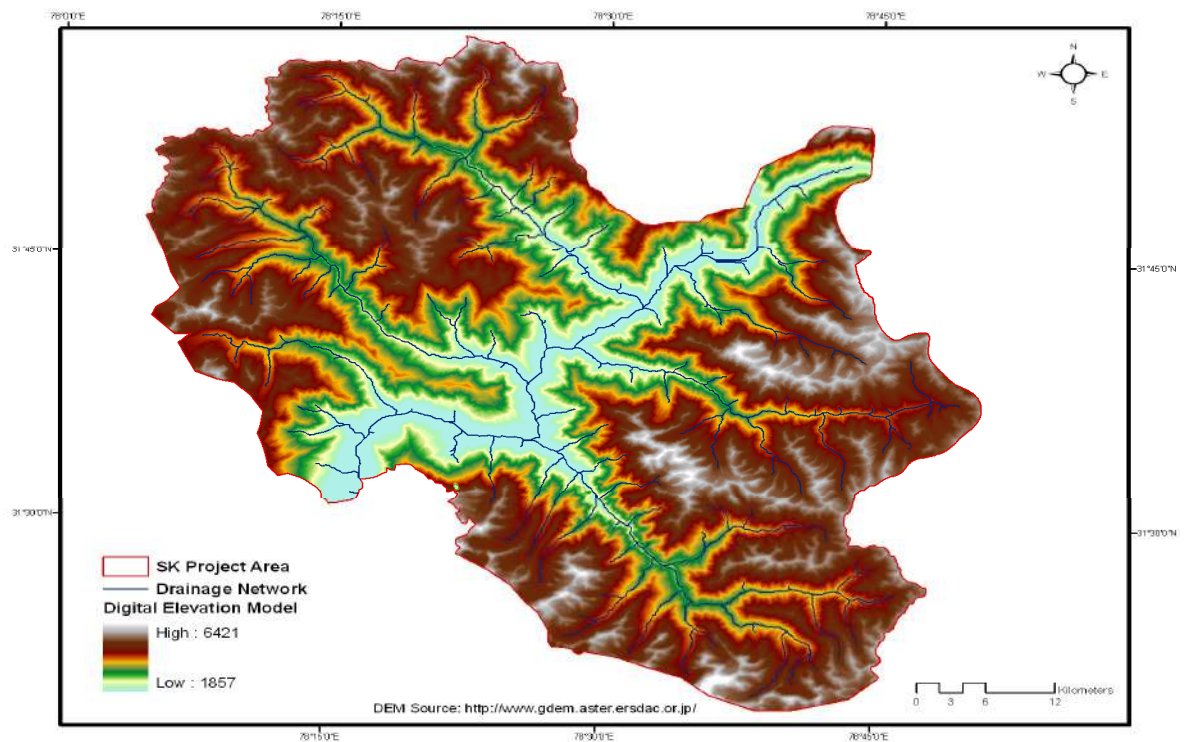 78°0'0"E 78°15'0"E 78°30'0"E 78°45'0"E
N
W E
S
31°45'0"N 31°45'0"N
31°30'0"N 31°30'0"N
SK Project Area
Drainage Network
Digital Elevation Model
High : 6421
Low : 1857
DEM Source: http://www.gdem.aster.ersdac.or.jp/
Kilometers
0 3 6 12
78°15'0"E 78°30'0"E 78°45'0"E